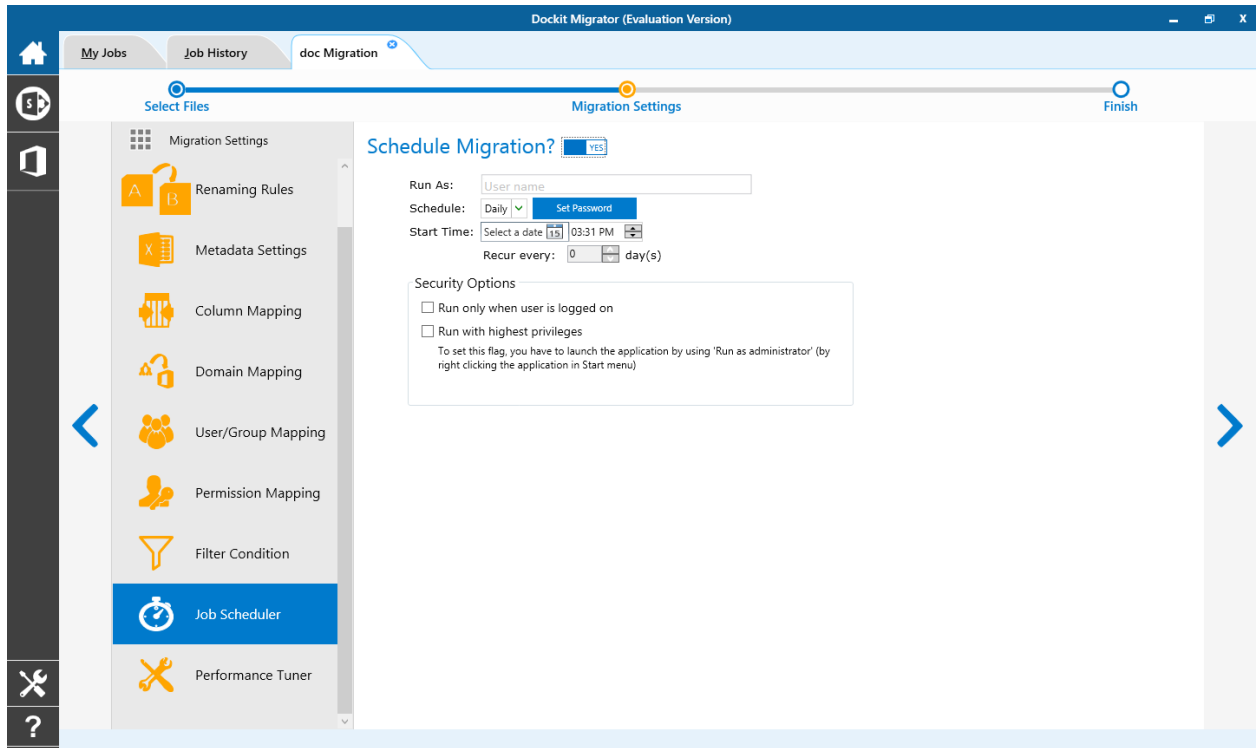 Dockit Migrator (Evaluation Version)
X
My Jobs
Job History
doc Migration
S
Select Files
Migration Settings
Finish
Migration Settings
A
B
Renaming Rules
X
Metadata Settings
Column Mapping
Domain Mapping
User/Group Mapping
Permission Mapping
Filter Condition
Job Scheduler
Performance Tuner
?
Schedule Migration? YES
Run As: User name
Schedule: Daily Set Password
Start Time: Select a date 15 03:31 PM
Recur every: 0 day(s)
Security Options
Run only when user is logged on
Run with highest privileges
To set this flag, you have to launch the application by using 'Run as administrator' (by
right clicking the application in Start menu)